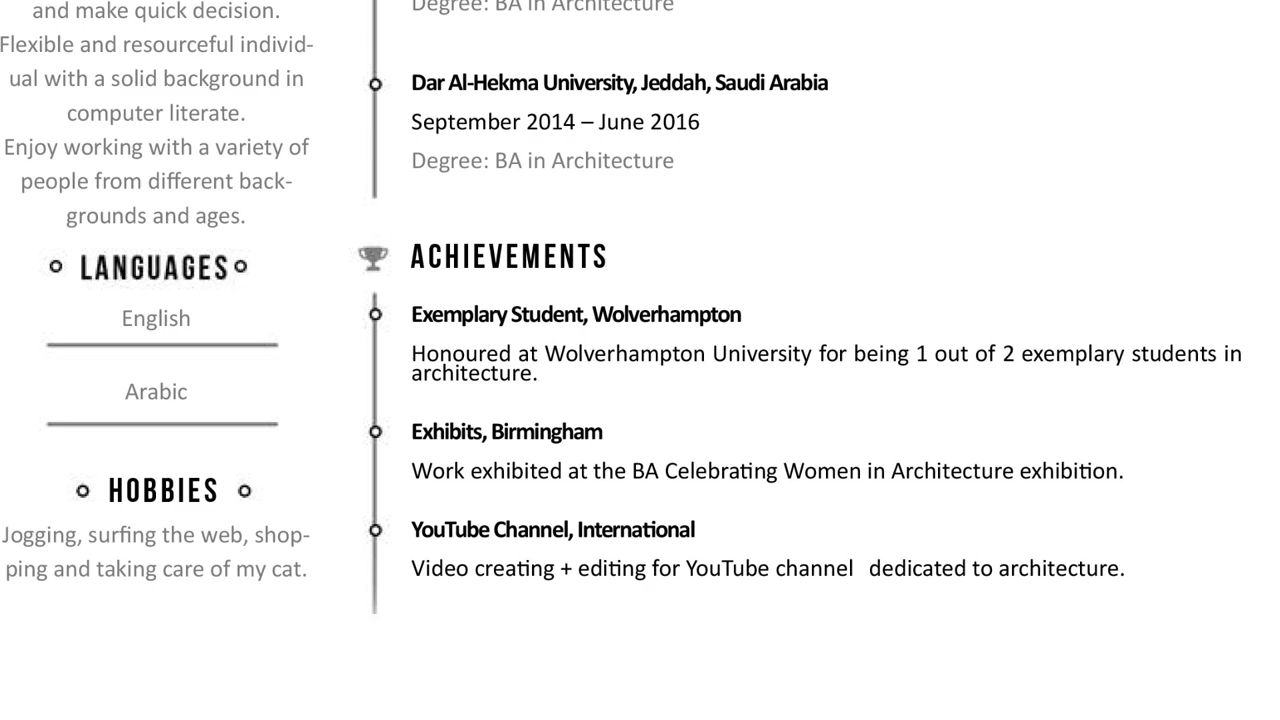 and make quick decision.
Flexible and resourceful individ-
ual with a solid background in
computer literate.
Enjoy working with a variety of
people from different back-
grounds and ages.
LANGUAGES
English
Arabic
HOBBIES
Jogging, surfing the web, shop-
ping and taking care of my cat.
Degree: BA in Architecture
Dar Al-Hekma University, Jeddah, Saudi Arabia
September 2014 – June 2016
Degree: BA in Architecture
ACHIEVEMENTS
Exemplary Student, Wolverhampton
Honoured at Wolverhampton University for being 1 out of 2 exemplary students in
architecture.
Exhibits, Birmingham
Work exhibited at the BA Celebrating Women in Architecture exhibition.
YouTube Channel, International
Video creating + editing for YouTube channel dedicated to architecture.